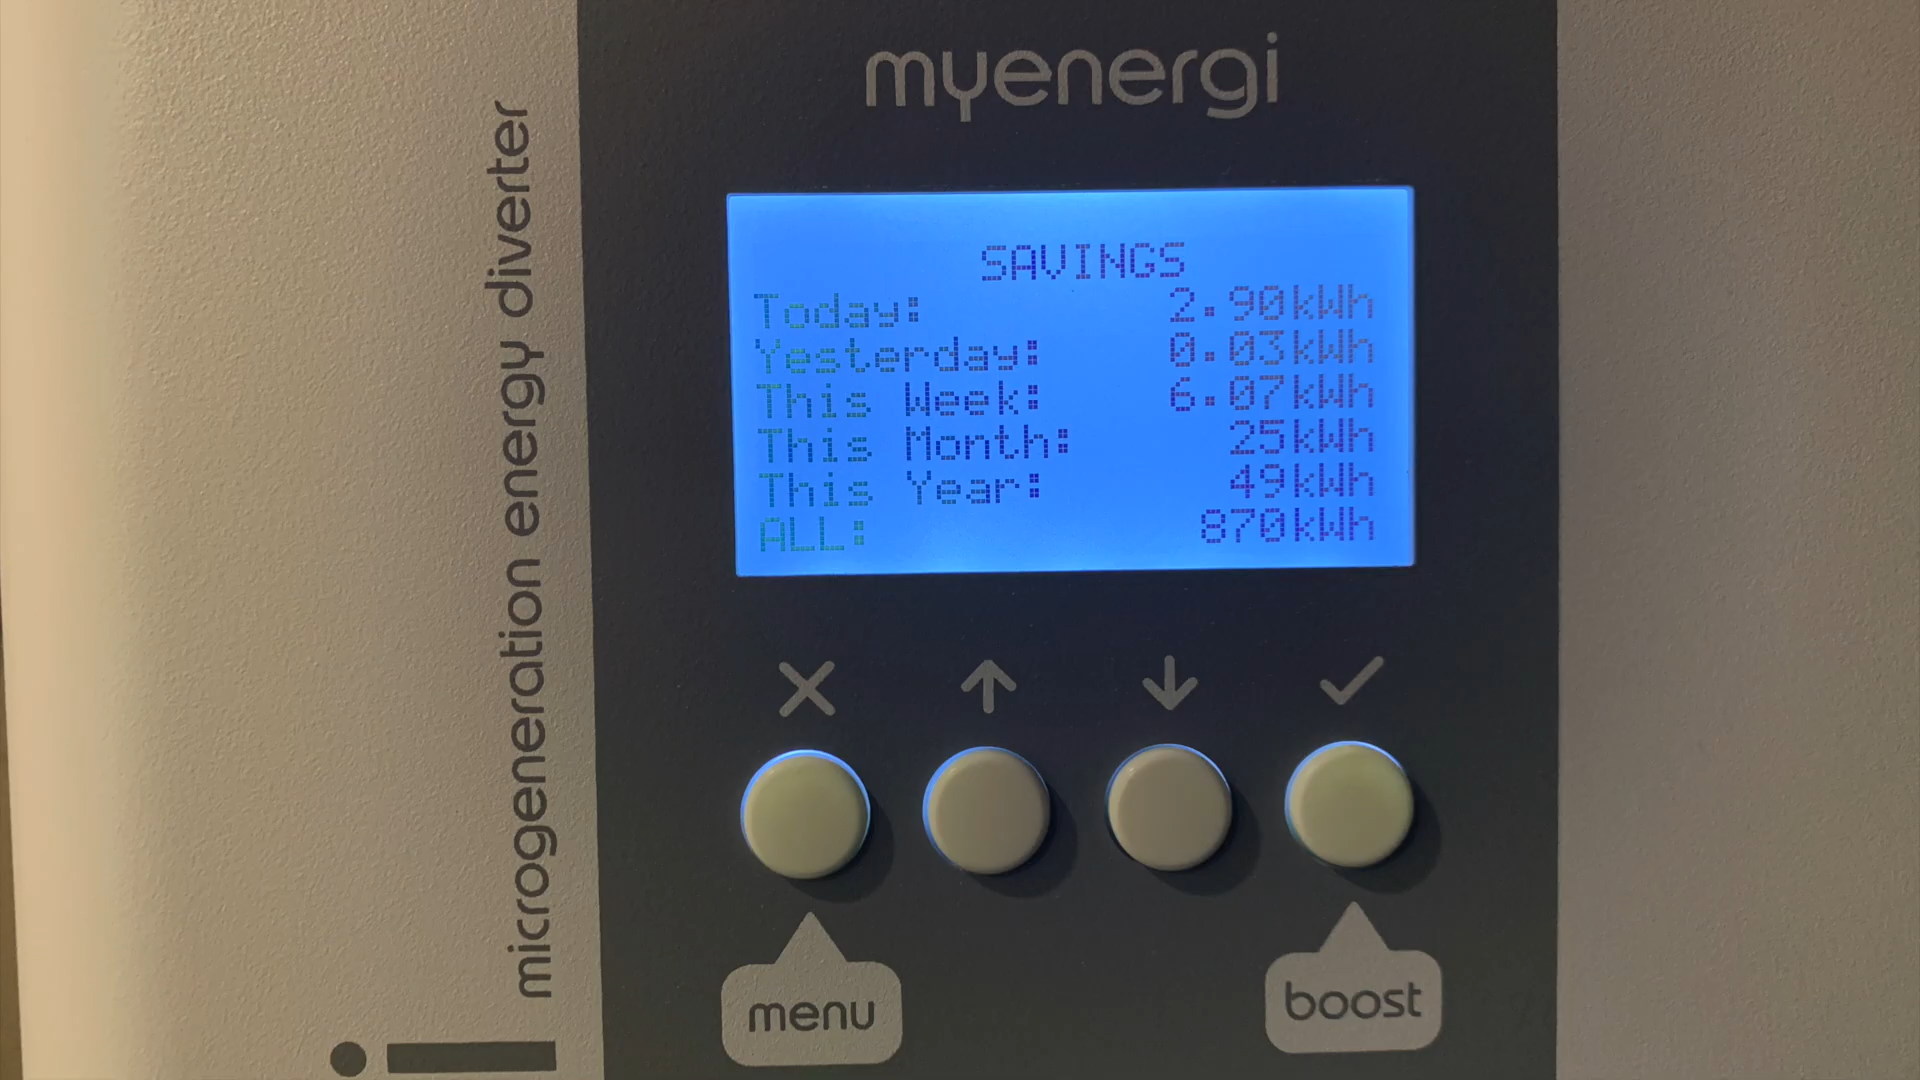 myenergi
microgeneration energy diverter
SAVINGS
Today: 2.90kWh
Yesterday: 0.03kWh
This Week: 6.07kWh
This Month: 25kWh
This Year: 49kWh
ALL: 870kWh
menu
boost